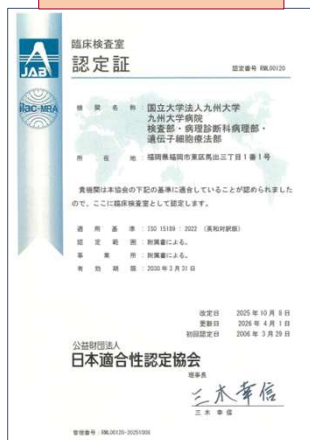 JAB
ilac-MRA
臨床検査室
認定証
認定番号 RML00120
機関名称：国立大学法人九州大学
九州大学病院
検査部・病理診断科病理部・
遺伝子細胞療法部
所在地：福岡県福岡市東区馬出三丁目1番1号
貴機関は本協会の下記の基準に適合していることが認められました
ので、ここに臨床検査室として認定します。
適用基準：ISO 15189：2022（英和対訳版）
認定範囲：附属書による。
事業所：附属書による。
有効期限：2030年3月31日
改定日 2025年10月8日
更新日 2026年4月1日
初回認定日 2006年3月29日
公益財団法人
日本適合性認定協会
理事長
三木幸信
三木幸信
管理番号：RML00120-20251008